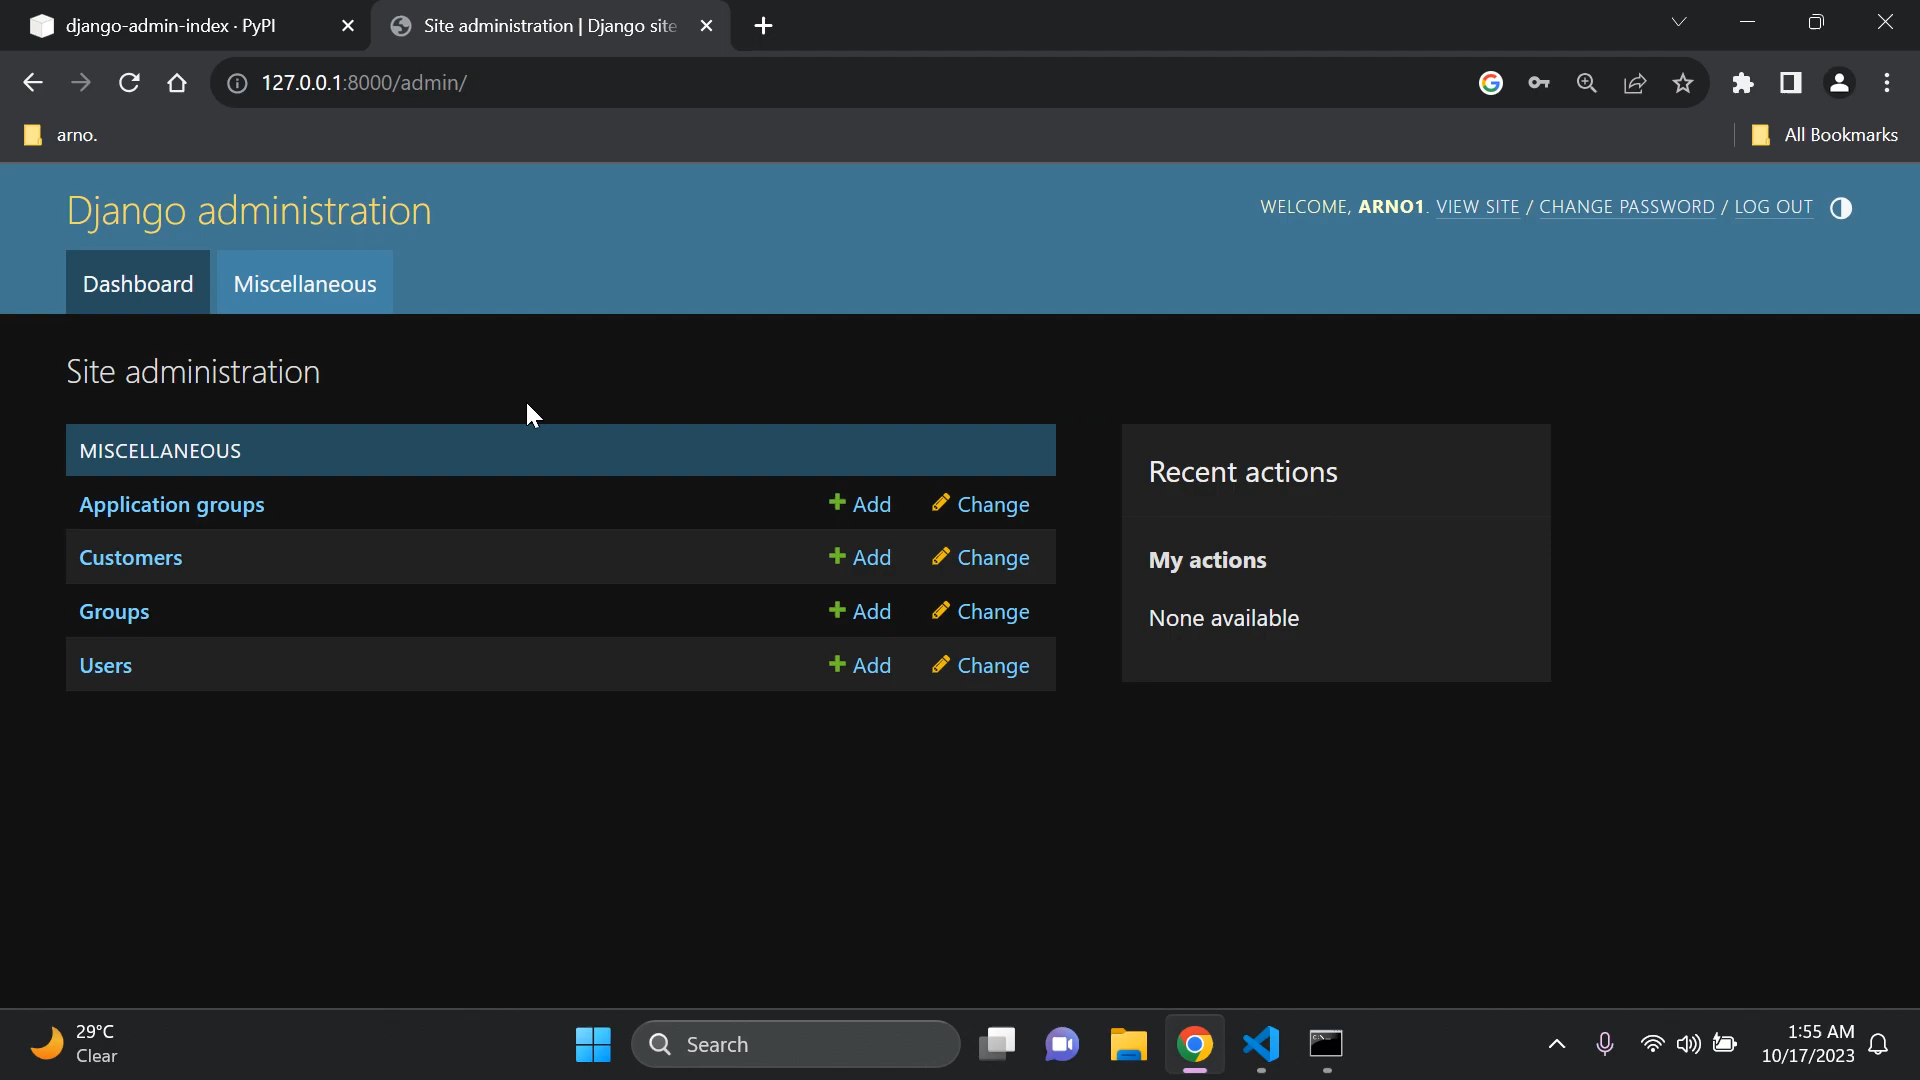 django-admin-index · PyPI
Site administration | Django site
127.0.0.1:8000/admin/
arno.
All Bookmarks
Django administration
WELCOME, ARNO1. VIEW SITE / CHANGE PASSWORD / LOG OUT
Dashboard
Miscellaneous
Site administration
MISCELLANEOUS
Application groups
Add
Change
Customers
Add
Change
Groups
Add
Change
Users
Add
Change
Recent actions
My actions
None available
29°C
Clear
Search
1:55 AM
10/17/2023